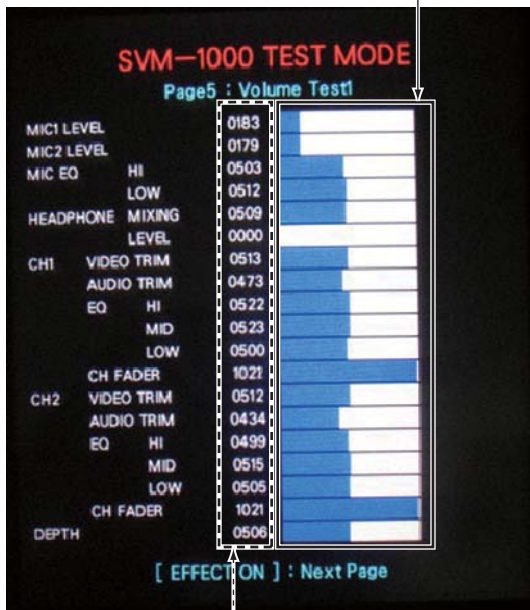 SVM-1000 TEST MODE
Page5 : Volume Test1
MIC1 LEVEL 0183
MIC2 LEVEL 0179
MIC EQ HI 0503
LOW 0512
HEADPHONE MIXING 0509
LEVEL 0000
CH1 VIDEO TRIM 0513
AUDIO TRIM 0473
EQ HI 0522
MID 0523
LOW 0500
CH FADER 1021
CH2 VIDEO TRIM 0512
AUDIO TRIM 0434
EQ HI 0499
MID 0515
LOW 0505
CH FADER 1021
DEPTH 0506
[ EFFECT ON ] : Next Page